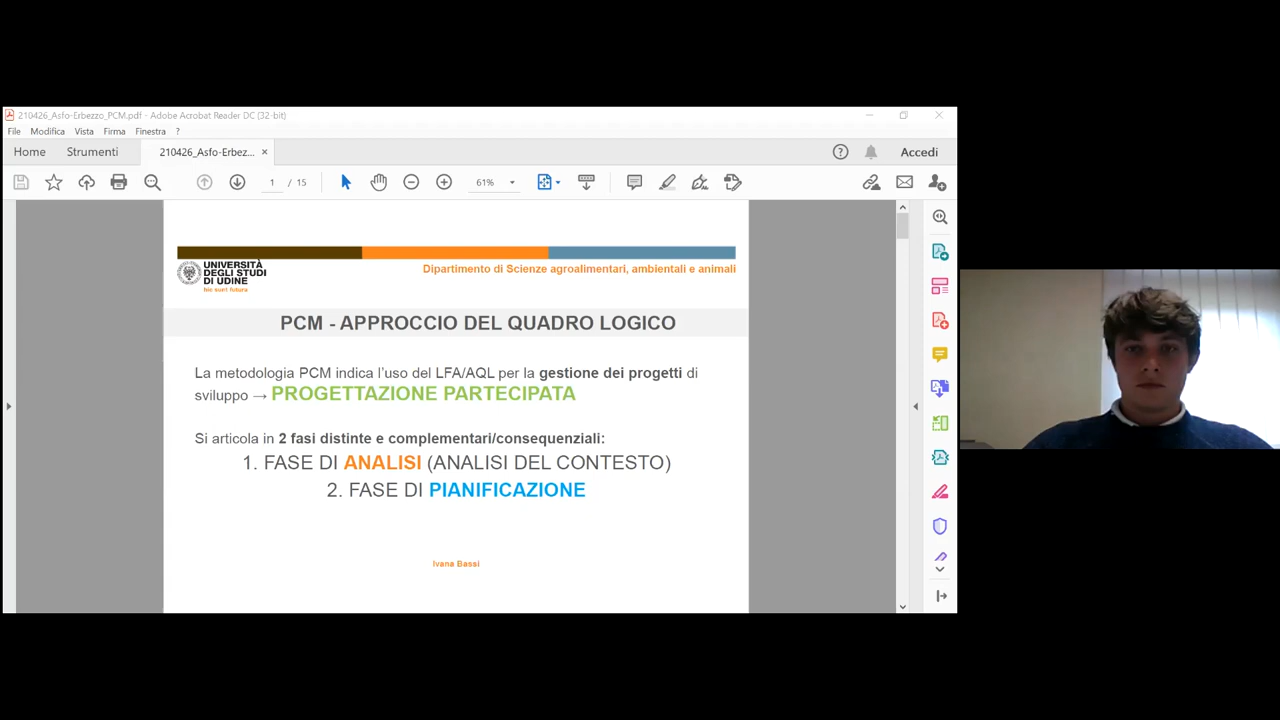 210426_Asfo-Erbezzo_PCM.pdf - Adobe Acrobat Reader DC (32-bit)
File Modifica Vista Firma Finestra ?
Home Strumenti 210426_Asfo-Erbez... × Accedi
1 / 15 61%
UNIVERSITÀ
DEGLI STUDI
DI UDINE
hic sunt futura
Dipartimento di Scienze agroalimentari, ambientali e animali
PCM - APPROCCIO DEL QUADRO LOGICO
La metodologia PCM indica l'uso del LFA/AQL per la gestione dei progetti di
sviluppo → PROGETTAZIONE PARTECIPATA
Si articola in 2 fasi distinte e complementari/consequenziali:
1. FASE DI ANALISI (ANALISI DEL CONTESTO)
2. FASE DI PIANIFICAZIONE
Ivana Bassi